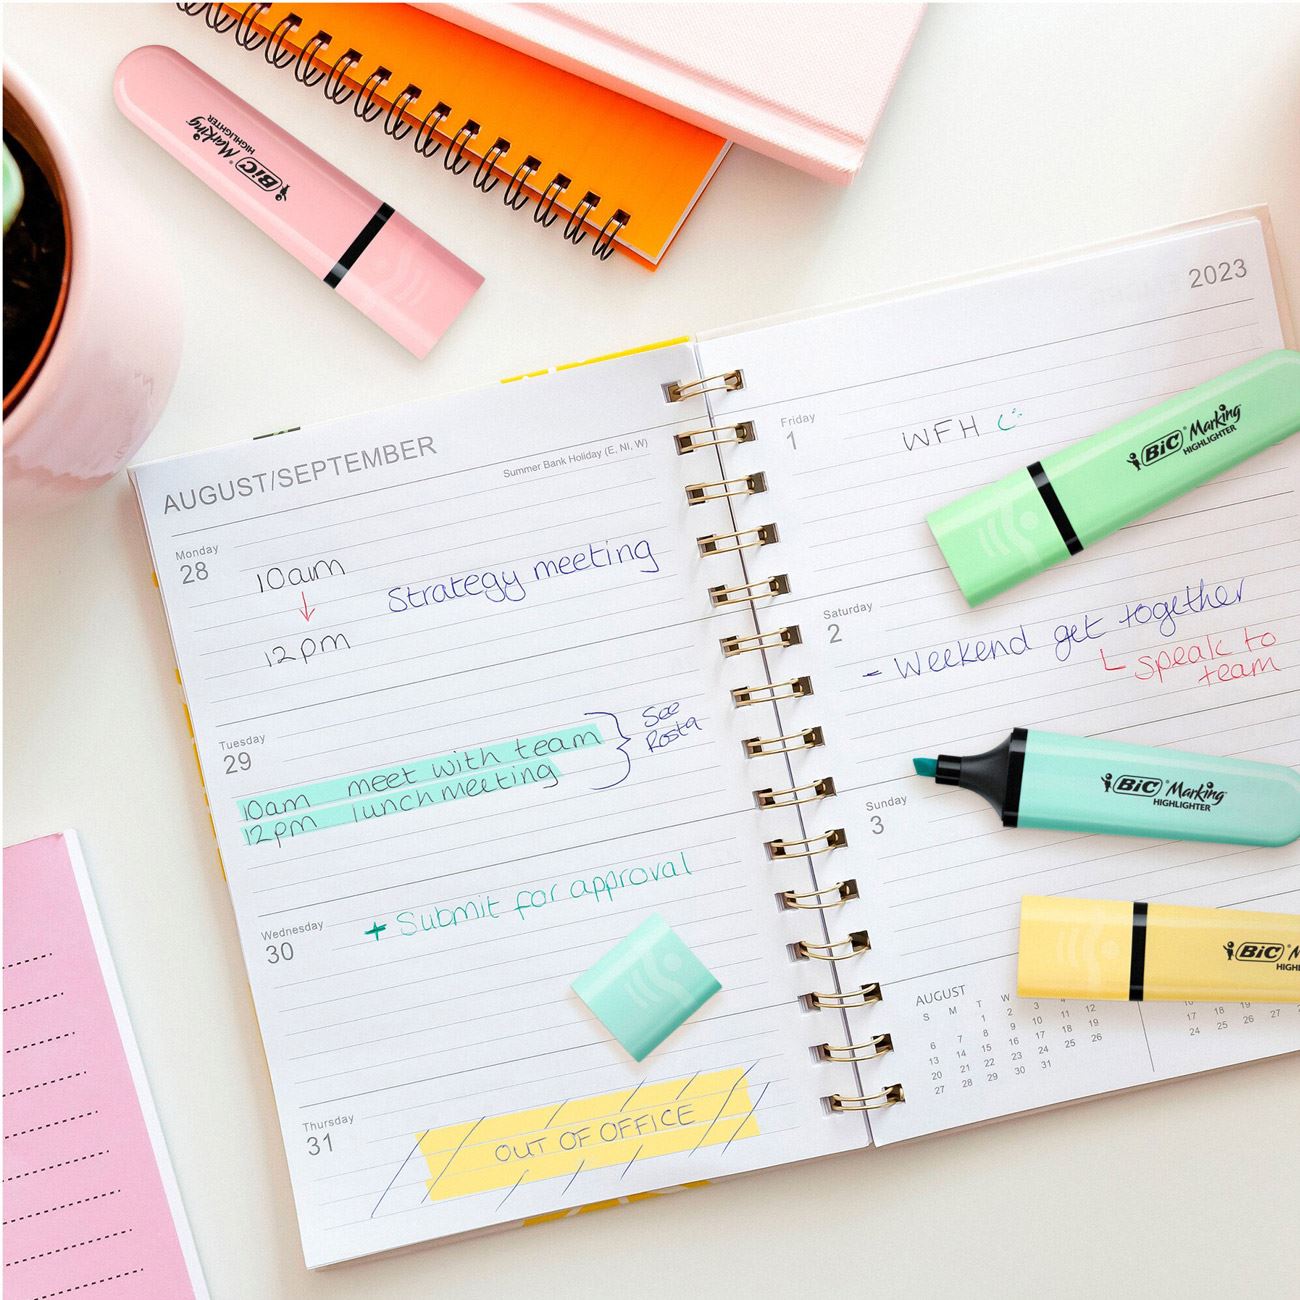 BIC Marking
HIGHLIGHTER
2023
AUGUST/SEPTEMBER
Summer Bank Holiday (E, NI, W)
Monday
28
10am
Strategy meeting
12pm
Tuesday
29
10am meet with team
12pm lunch meeting
See
Rosta
Wednesday
30
+ Submit for approval
Thursday
31
OUT OF OFFICE
Friday
1
WFH
BIC Marking
HIGHLIGHTER
Saturday
2
- Weekend get together
speak to
team
BIC Marking
HIGHLIGHTER
Sunday
3
BIC M
HIGHL
AUGUST
S M T W
1 2 3 4 5
6 7 8 9 10 11 12
13 14 15 16 17 18 19
20 21 22 23 24 25 26
27 28 29 30 31
17 18 19 20
24 25 26 27